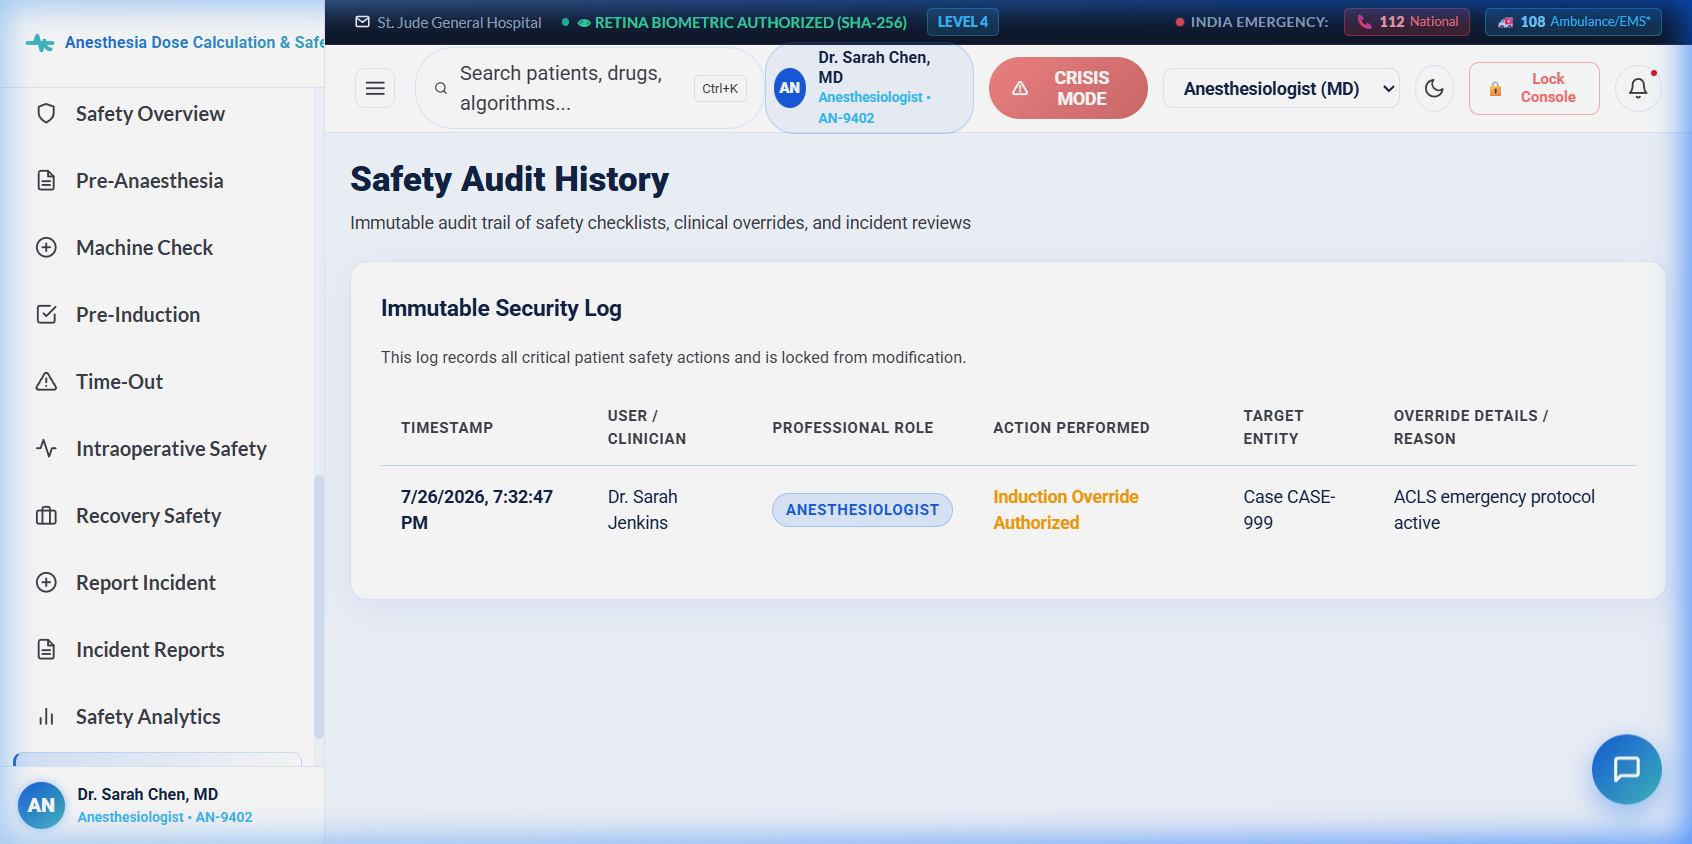 Anesthesia Dose Calculation & Safe
Safety Overview
Pre-Anaesthesia
Machine Check
Pre-Induction
Time-Out
Intraoperative Safety
Recovery Safety
Report Incident
Incident Reports
Safety Analytics
AN
Dr. Sarah Chen, MD
Anesthesiologist • AN-9402
St. Jude General Hospital
RETINA BIOMETRIC AUTHORIZED (SHA-256)
LEVEL 4
INDIA EMERGENCY:
112 National
108 Ambulance/EMS*
Search patients, drugs,
algorithms...
Ctrl+K
AN
Dr. Sarah Chen,
MD
Anesthesiologist •
AN-9402
CRISIS
MODE
Anesthesiologist (MD)
Lock
Console
Safety Audit History
Immutable audit trail of safety checklists, clinical overrides, and incident reviews
Immutable Security Log
This log records all critical patient safety actions and is locked from modification.
TIMESTAMP
USER /
CLINICIAN
PROFESSIONAL ROLE
ACTION PERFORMED
TARGET
ENTITY
OVERRIDE DETAILS /
REASON
7/26/2026, 7:32:47
PM
Dr. Sarah
Jenkins
ANESTHESIOLOGIST
Induction Override
Authorized
Case CASE-
999
ACLS emergency protocol
active